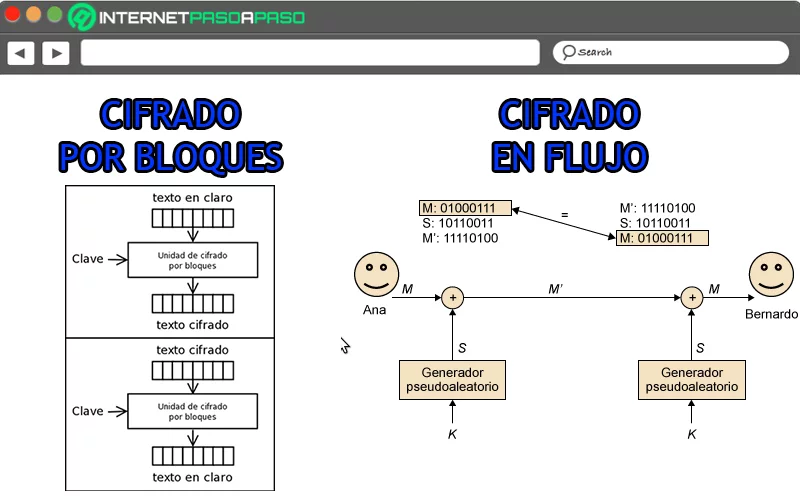 INTERNETPASOAPASO
Search
CIFRADO
POR BLOQUES
texto en claro
Clave
Unidad de cifrado
por bloques
texto cifrado
texto cifrado
Clave
Unidad de cifrado
por bloques
texto en claro
CIFRADO
EN FLUJO
M: 01000111
S: 10110011
M': 11110100
=
M': 11110100
S: 10110011
M: 01000111
Ana
M
+
M'
+
M
Bernardo
S
S
Generador
pseudoaleatorio
Generador
pseudoaleatorio
K
K